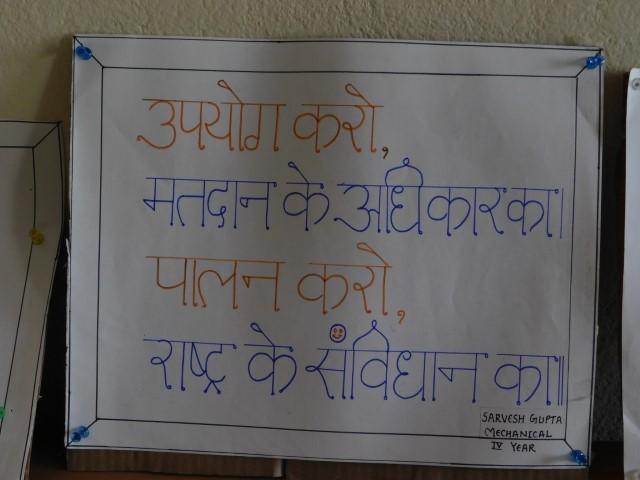 उपयोग करो,
मतदान के अधिकार का।
पालन करो,
राष्ट्र के संविधान का॥
SARVESH GUPTA
MECHANICAL
IV YEAR